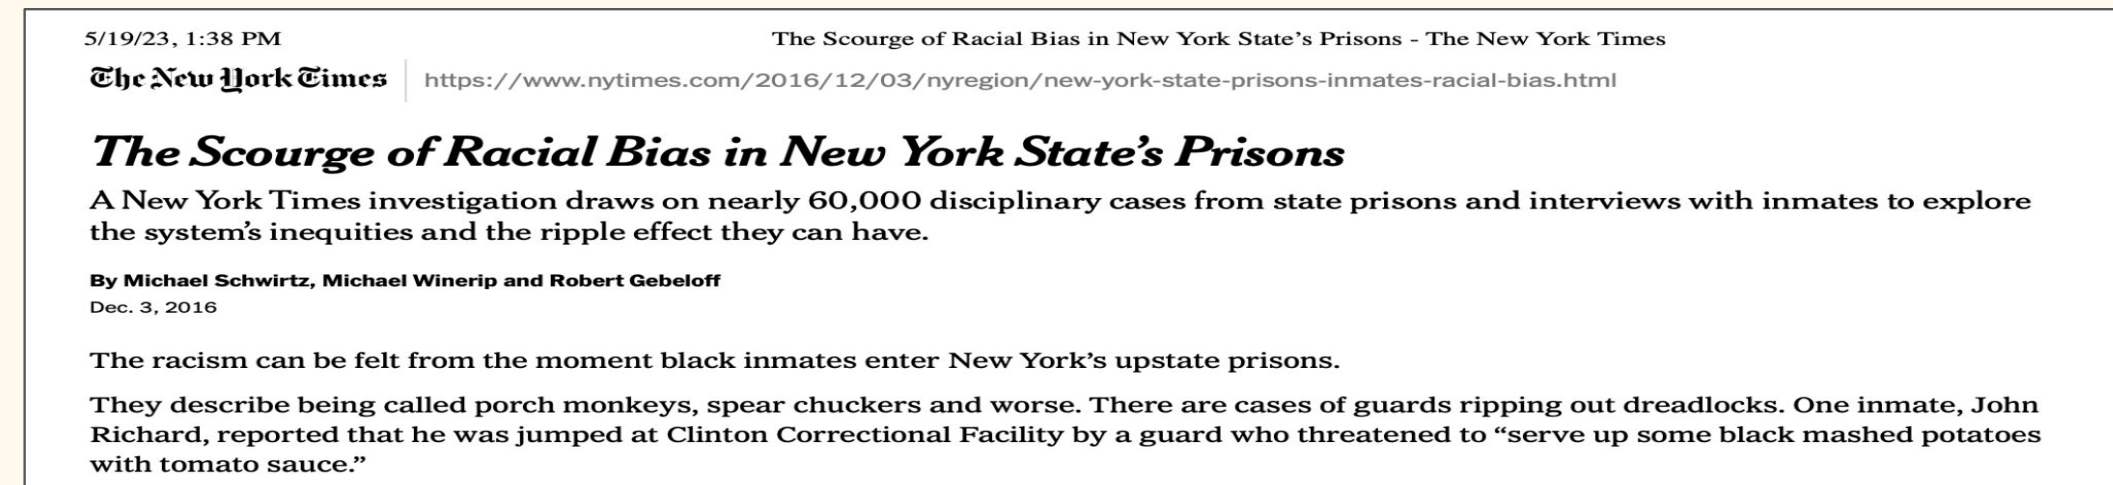 5/19/23, 1:38 PM The Scourge of Racial Bias in New York State’s Prisons - The New York Times
The New York Times https://www.nytimes.com/2016/12/03/nyregion/new-york-state-prisons-inmates-racial-bias.html
The Scourge of Racial Bias in New York State’s Prisons
A New York Times investigation draws on nearly 60,000 disciplinary cases from state prisons and interviews with inmates to explore
the system’s inequities and the ripple effect they can have.
By Michael Schwirtz, Michael Winerip and Robert Gebeloff
Dec. 3, 2016
The racism can be felt from the moment black inmates enter New York’s upstate prisons.
They describe being called porch monkeys, spear chuckers and worse. There are cases of guards ripping out dreadlocks. One inmate, John
Richard, reported that he was jumped at Clinton Correctional Facility by a guard who threatened to “serve up some black mashed potatoes
with tomato sauce.”